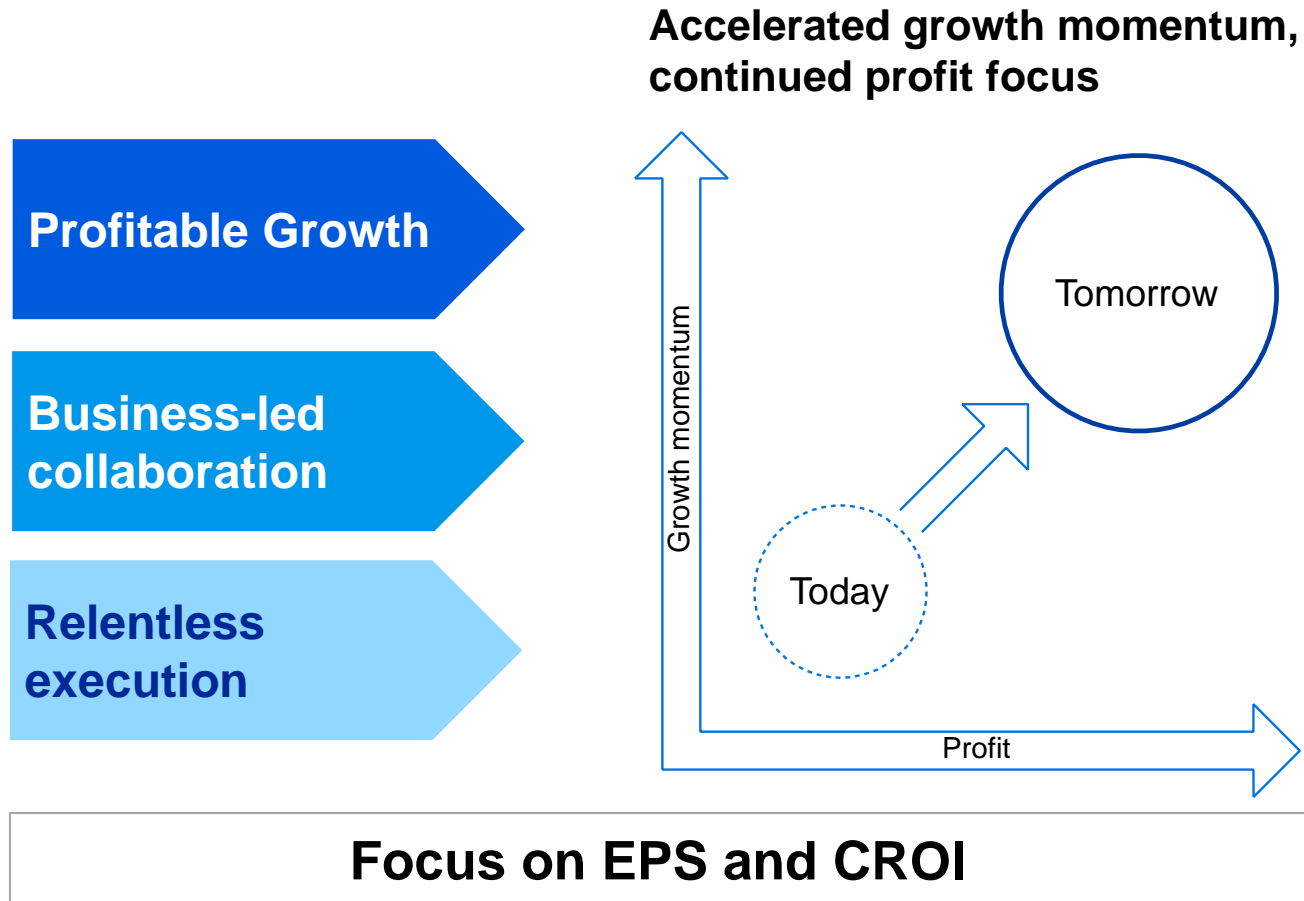 Accelerated growth momentum,
continued profit focus
Profitable Growth
Business-led
collaboration
Relentless
execution
Growth momentum
Tomorrow
Today
Profit
Focus on EPS and CROI